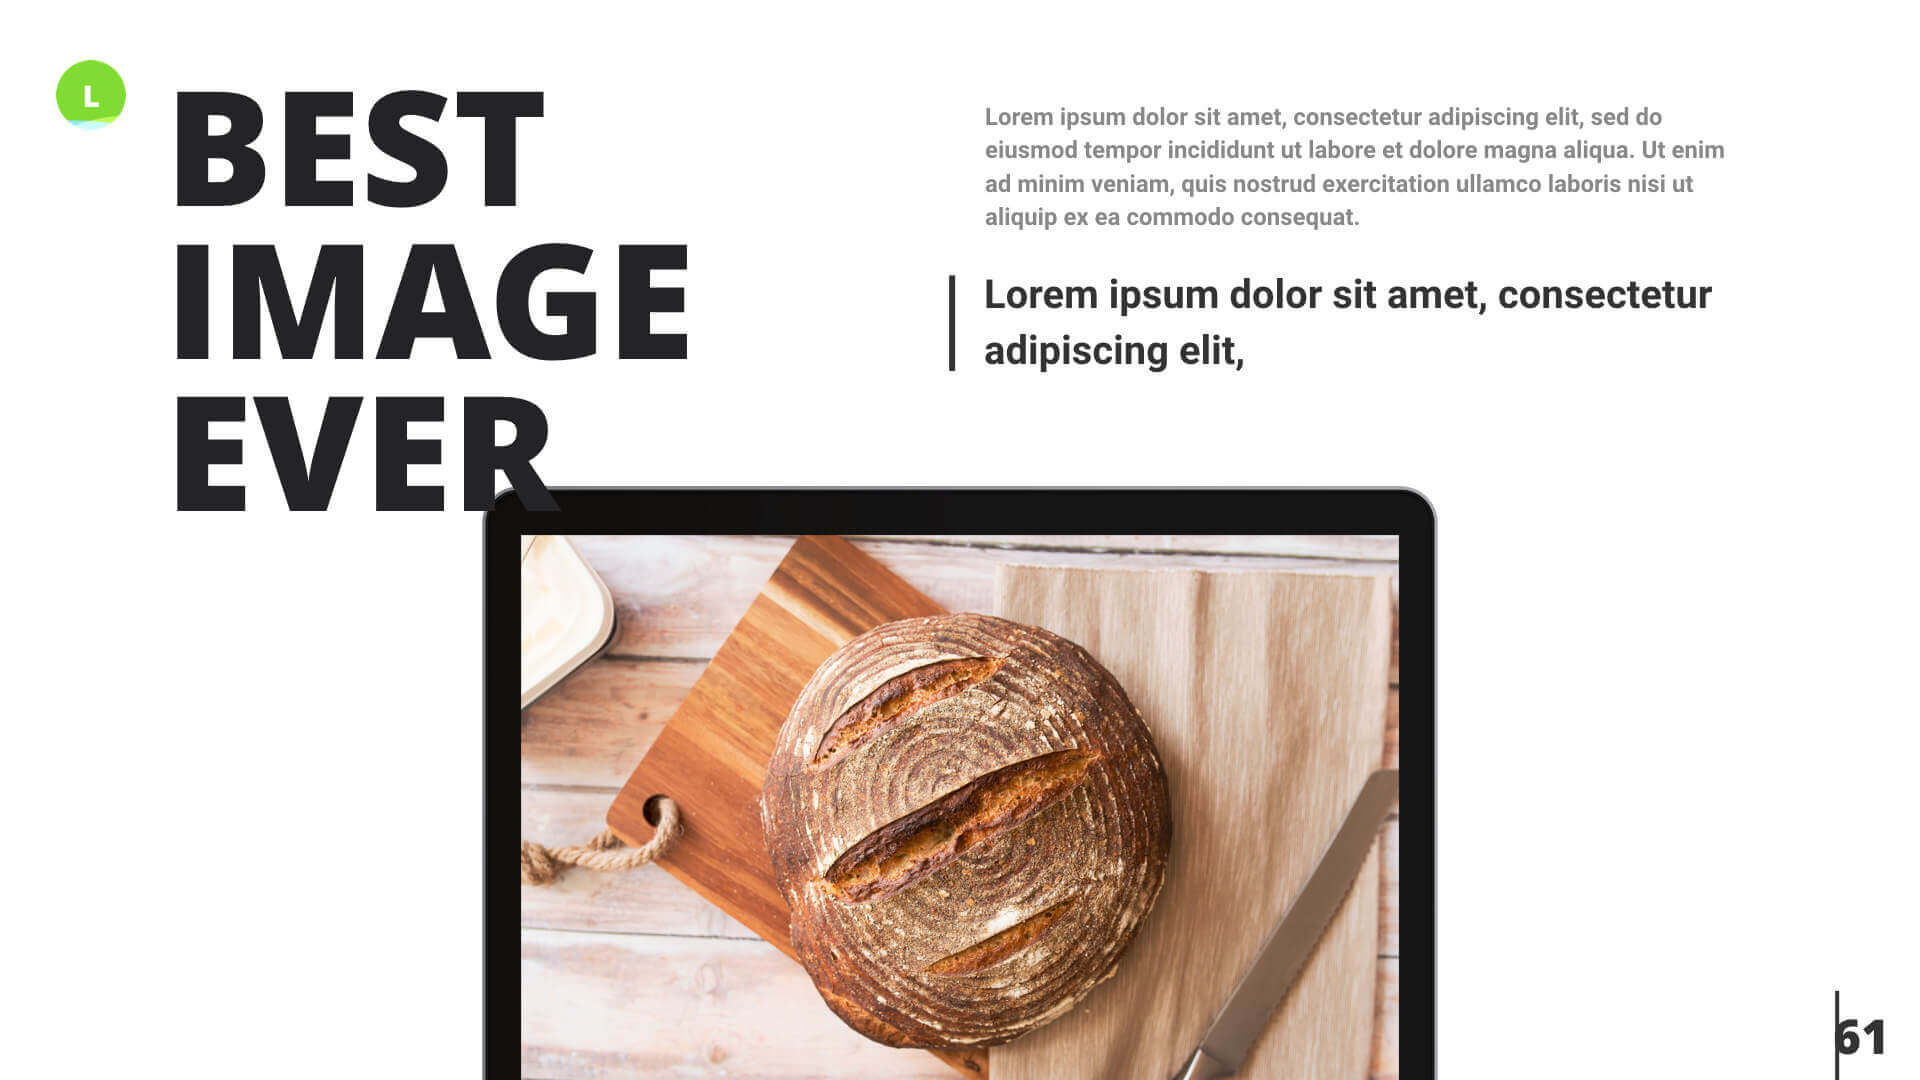 L
BEST
IMAGE
EVER
Lorem ipsum dolor sit amet, consectetur adipiscing elit, sed do
eiusmod tempor incididunt ut labore et dolore magna aliqua. Ut enim
ad minim veniam, quis nostrud exercitation ullamco laboris nisi ut
aliquip ex ea commodo consequat.
Lorem ipsum dolor sit amet, consectetur
adipiscing elit,
61